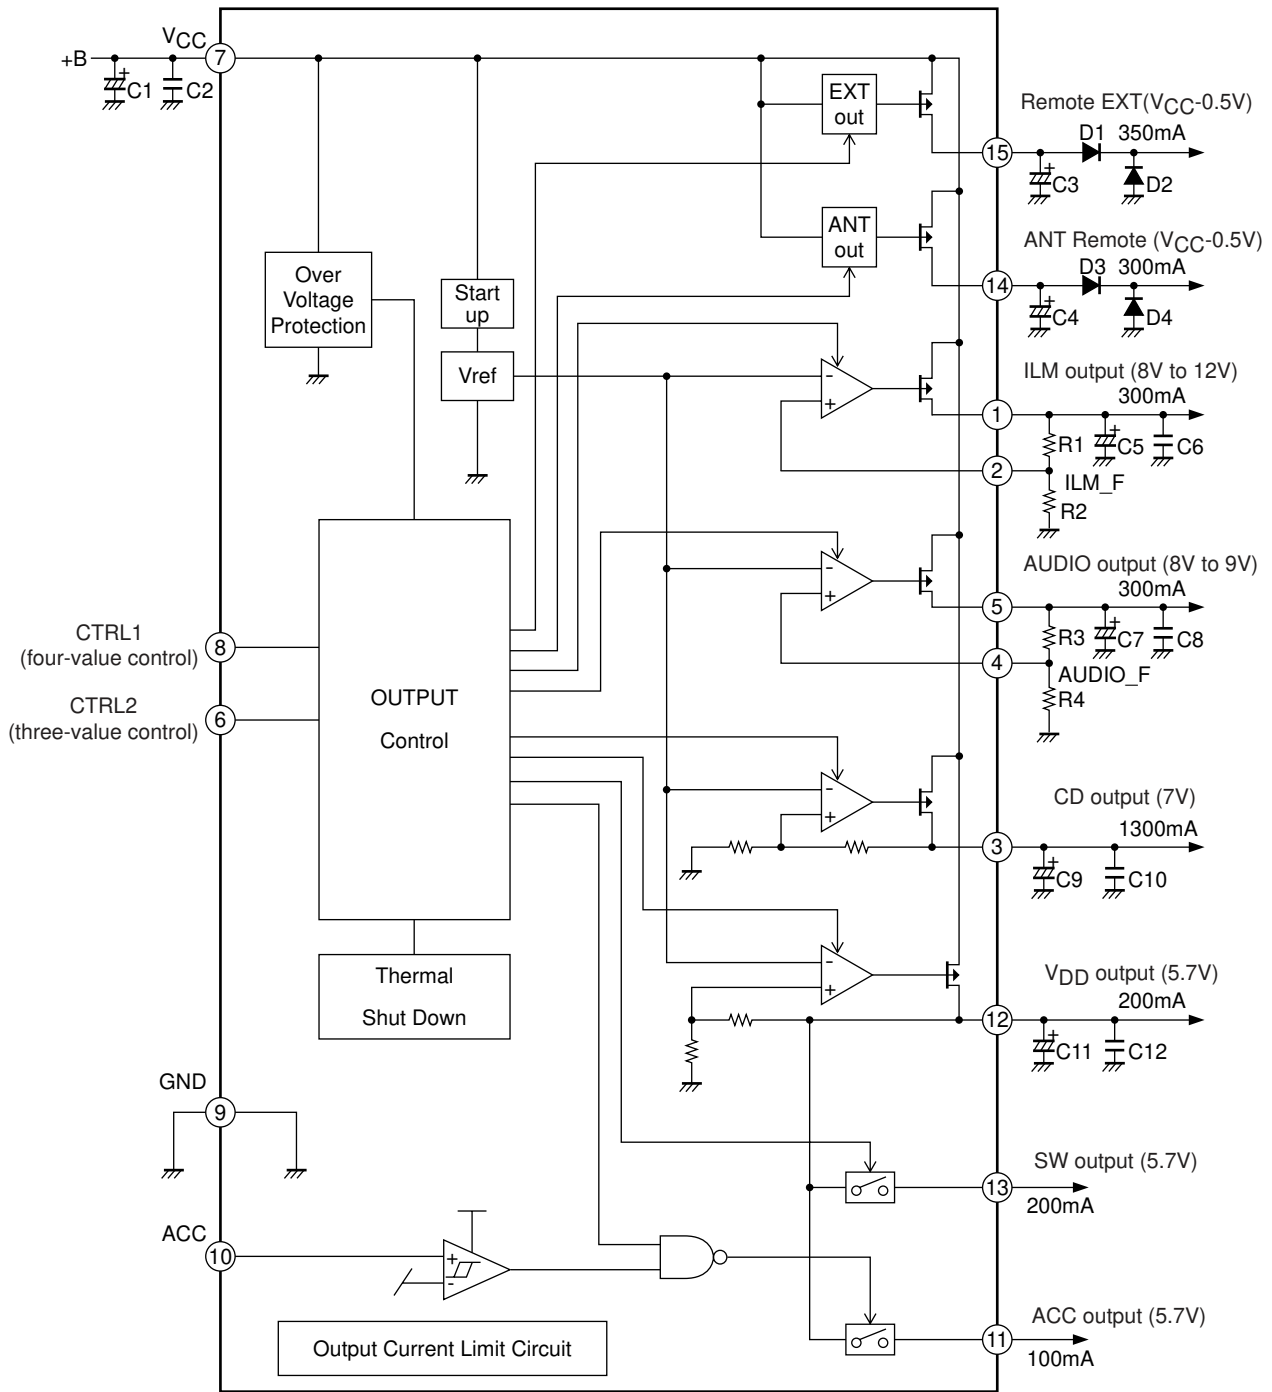 VCC
+B
7
C1
C2
EXT
out
Remote EXT(VCC-0.5V)
D1
350mA
15
C3
D2
ANT
out
ANT Remote (VCC-0.5V)
D3
300mA
14
C4
D4
Over
Voltage
Protection
Start
up
Vref
ILM output (8V to 12V)
300mA
-
+
1
R1
C5
C6
2
ILM_F
R2
AUDIO output (8V to 9V)
300mA
-
+
5
R3
C7
C8
4
AUDIO_F
R4
CTRL1
(four-value control)
8
CTRL2
(three-value control)
6
OUTPUT
Control
CD output (7V)
1300mA
-
+
3
C9
C10
Thermal
Shut Down
VDD output (5.7V)
200mA
-
+
12
C11
C12
GND
9
SW output (5.7V)
13
200mA
ACC
10
+
-
ACC output (5.7V)
11
100mA
Output Current Limit Circuit